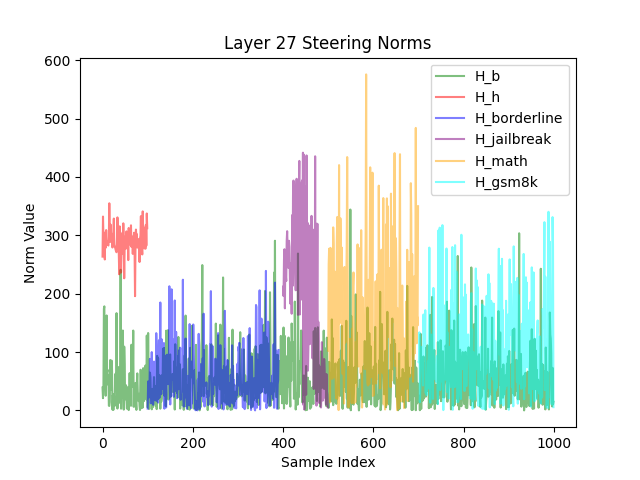 Layer 27 Steering Norms
600
500
400
300
200
100
0
Norm Value
H_b
H_h
H_borderline
H_jailbreak
H_math
H_gsm8k
0
200
400
600
800
1000
Sample Index